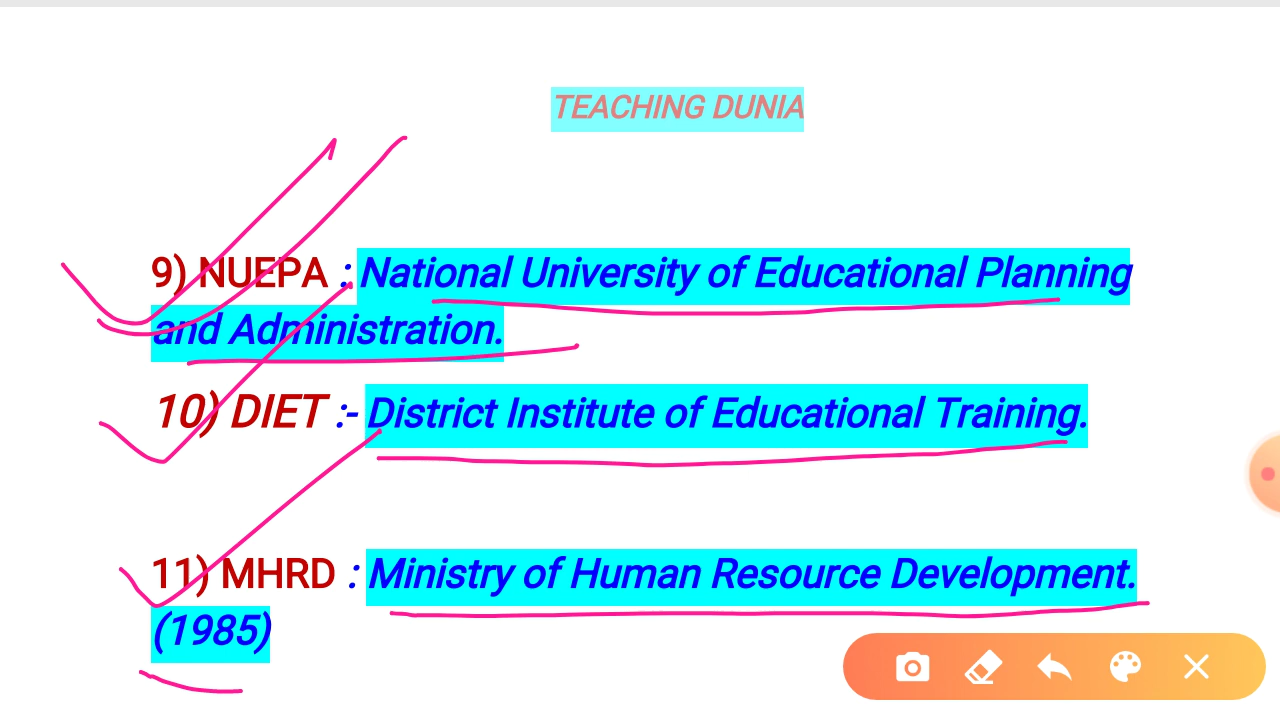 TEACHING DUNIA
9) NUEPA : National University of Educational Planning
and Administration.
10) DIET :- District Institute of Educational Training.
11) MHRD : Ministry of Human Resource Development.
(1985)